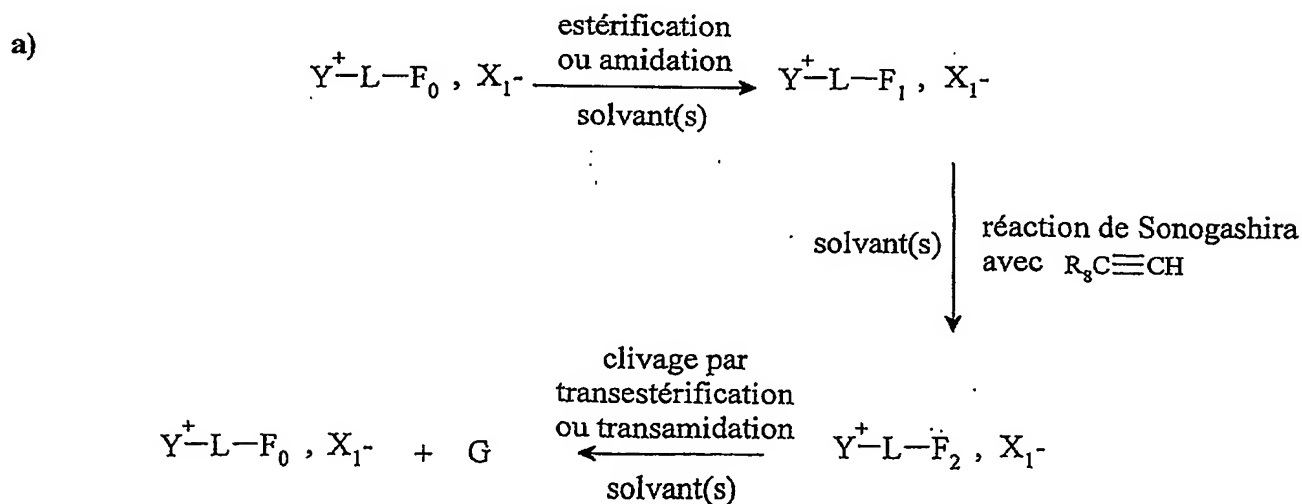 a)
estérification
ou amidation
Y⁺—L—F₀ , X₁-
solvant(s)
Y⁺—L—F₁ , X₁-
solvant(s)
réaction de Sonogashira
avec R₈C≡CH
clivage par
transestérification
ou transamidation
Y⁺—L—F₀ , X₁- + G
solvant(s)
Y⁺—L—F₂ , X₁-